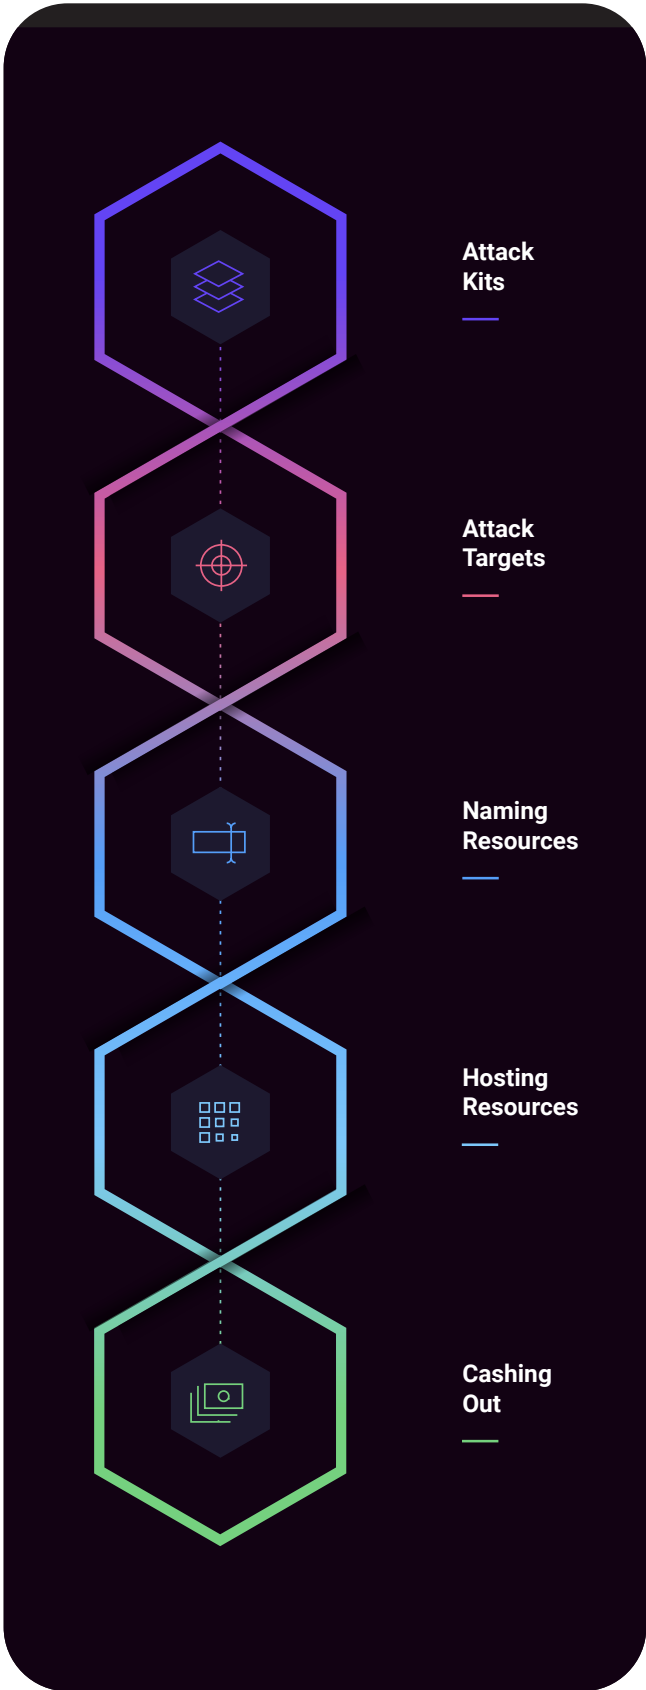 Attack
Kits
Attack
Targets
Naming
Resources
Hosting
Resources
Cashing
Out